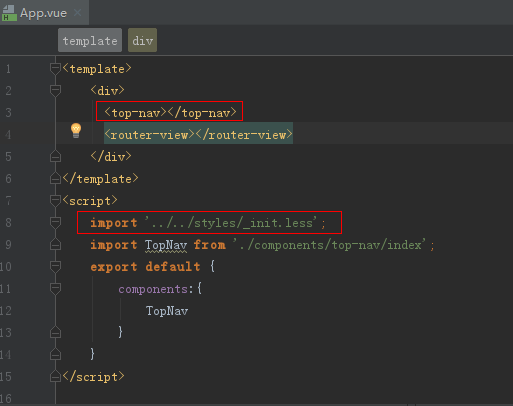 App.vue
template div
1 <template>
2 <div>
3 <top-nav></top-nav>
4 <router-view></router-view>
5 </div>
6 </template>
7 <script>
8 import '../../styles/_init.less';
9 import TopNav from './components/top-nav/index';
10 export default {
11 components:{
12 TopNav
13 }
14 }
15 </script>
16